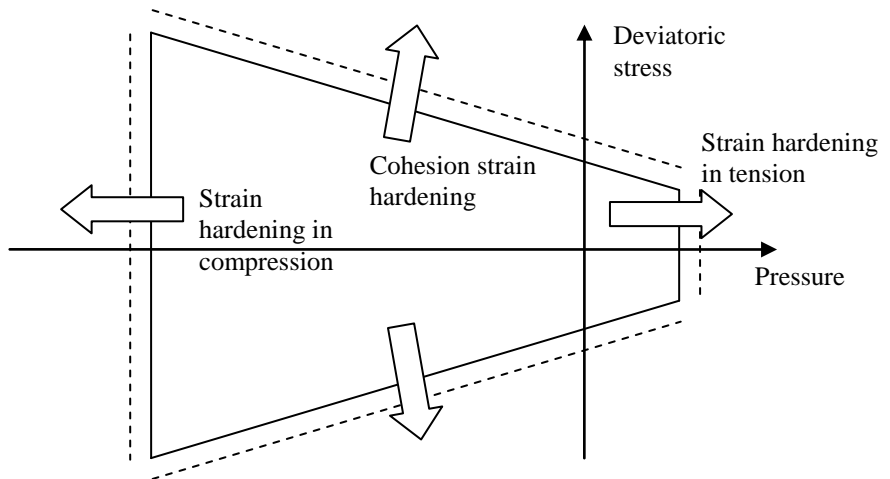 Deviatoric
stress
Strain hardening
in tension
Cohesion strain
hardening
Strain
hardening in
compression
Pressure